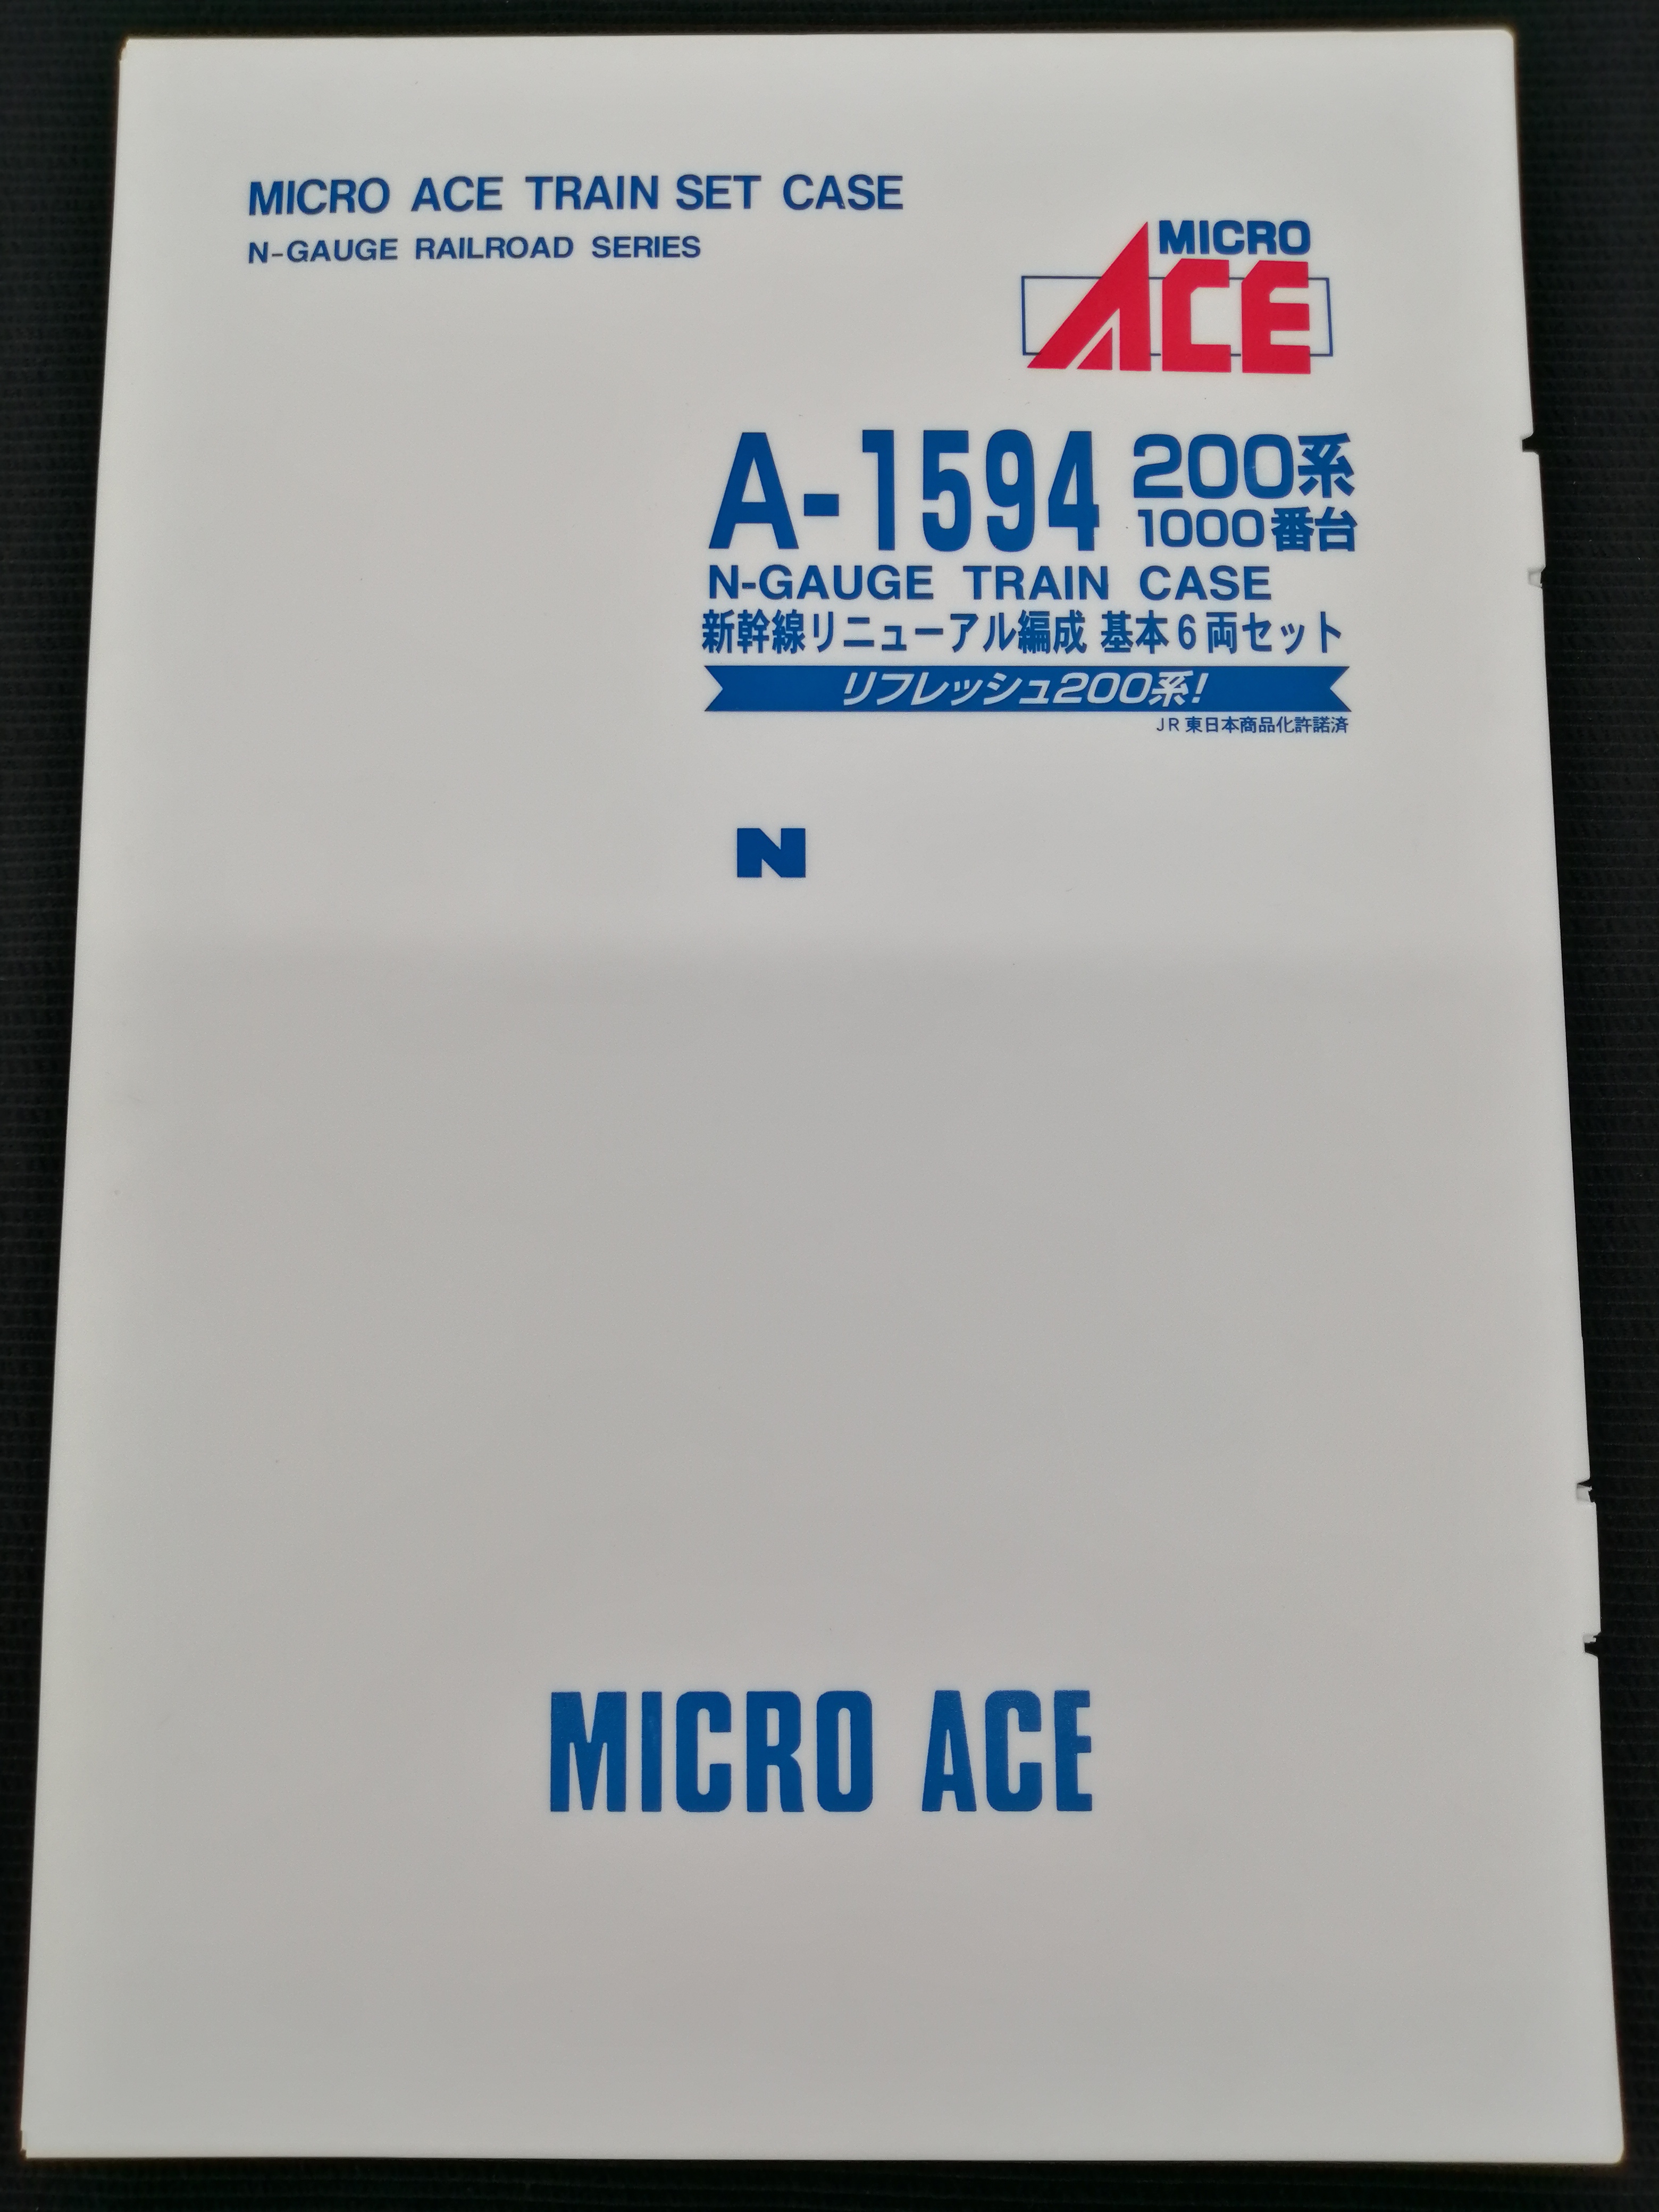 MICRO ACE TRAIN SET CASE
N-GAUGE RAILROAD SERIES
MICRO
ACE
A-1594 200系
1000番台
N-GAUGE TRAIN CASE
新幹線リニューアル編成 基本6両セット
リフレッシュ200系!
JR東日本商品化許諾済
N
MICRO ACE